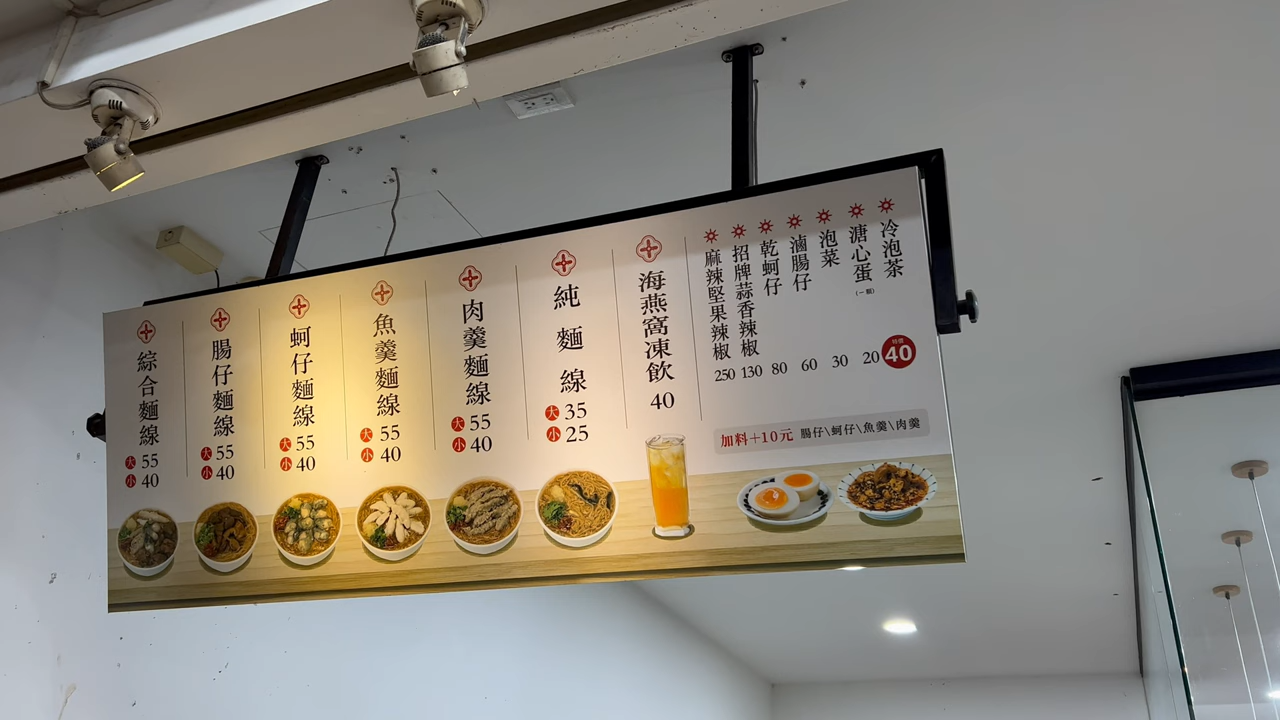 綜合麵線
大 55
小 40
腸仔麵線
大 55
小 40
蚵仔麵線
大 55
小 40
魚羹麵線
大 55
小 40
肉羹麵線
大 55
小 40
純麵線
大 35
小 25
海燕窩凍飲
40
麻辣堅果辣椒
250
招牌蒜香辣椒
130
乾蚵仔
80
滷腸仔
60
泡菜
30
溏心蛋
20
冷泡茶
特價
40
加料+10元 腸仔\蚵仔\魚羹\肉羹